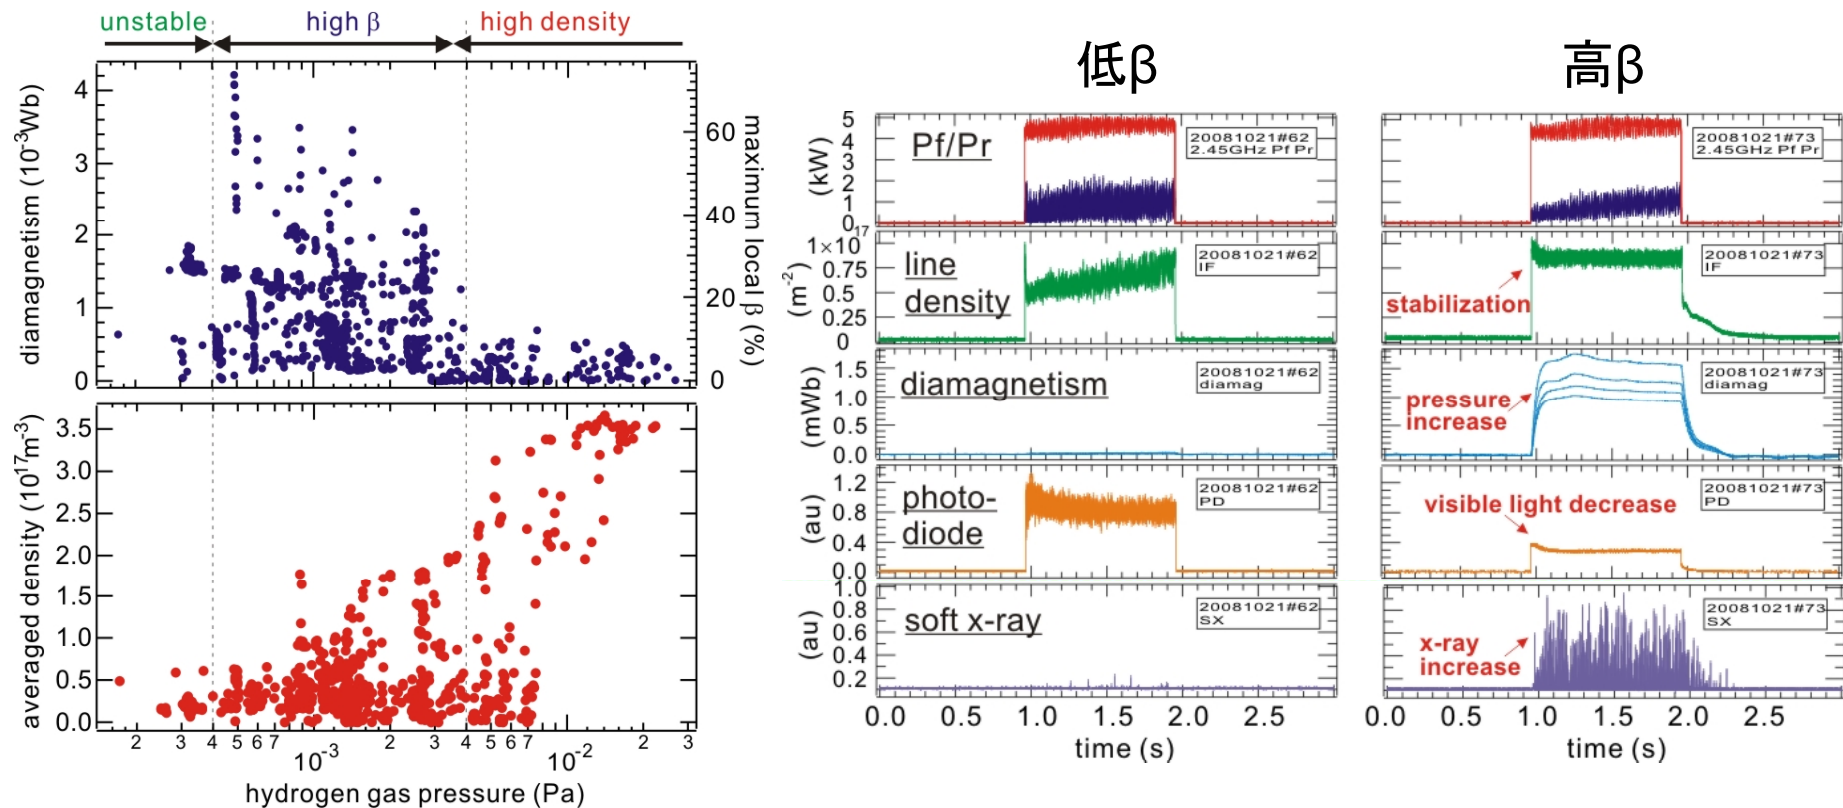 unstable high β high density
diamagnetism (10⁻³Wb)
4
3
2
1
0
maximum local β (%)
60
40
20
0
averaged density (10¹⁷m⁻³)
3.5
3.0
2.5
2.0
1.5
1.0
0.5
0.0
2 3 4 5 6 7 2 3 4 5 6 7 2 3
10⁻³ 10⁻²
hydrogen gas pressure (Pa)
低β
(kW)
5
4
3
2
1
0
Pf/Pr
20081021#62
2.45GHz Pf Pr
(m⁻²)
1×10¹⁷
0.75
0.5
0.25
0
line
density
20081021#62
IF
(mWb)
1.5
1.0
0.5
0.0
diamagnetism
20081021#62
diamag
(au)
1.2
0.8
0.4
0.0
photo-
diode
20081021#62
PD
(au)
1.0
0.8
0.6
0.4
0.2
soft x-ray
20081021#62
SX
0.0 0.5 1.0 1.5 2.0 2.5
time (s)
高β
20081021#73
2.45GHz Pf Pr
20081021#73
IF
stabilization
20081021#73
diamag
pressure
increase
20081021#73
PD
visible light decrease
20081021#73
SX
x-ray
increase
0.0 0.5 1.0 1.5 2.0 2.5
time (s)